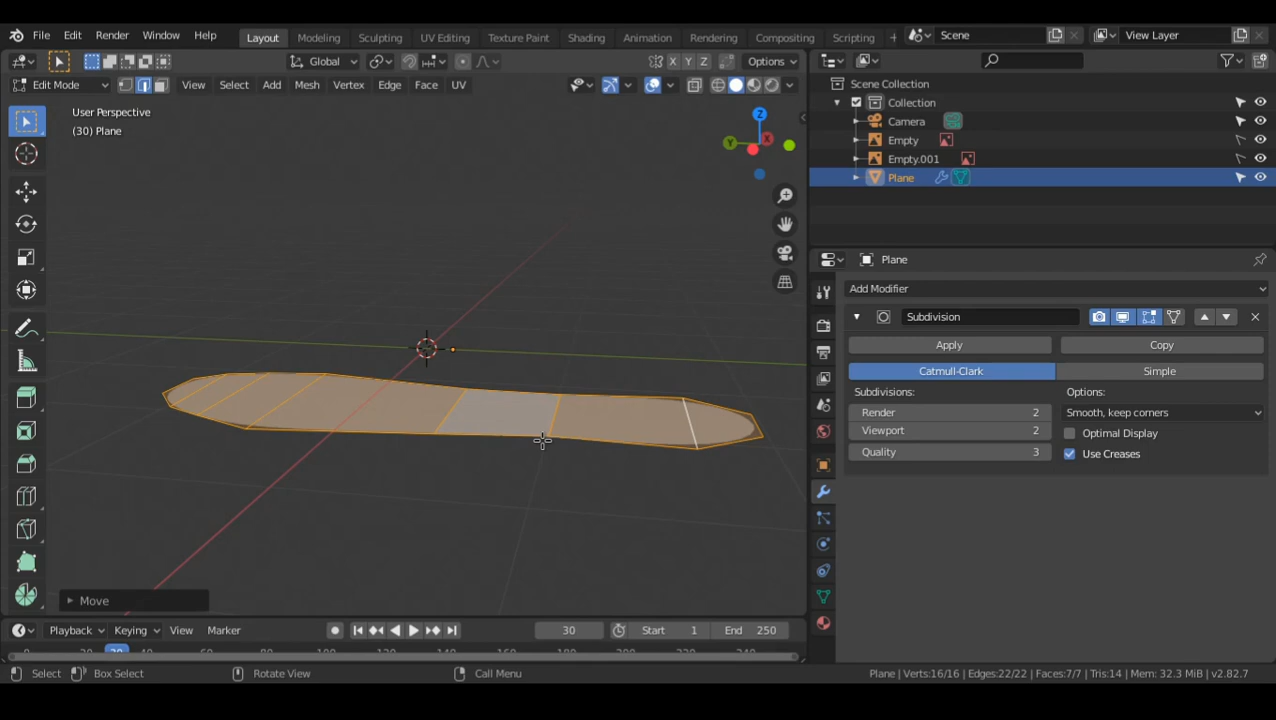 File Edit Render Window Help Layout Modeling Sculpting UV Editing Texture Paint Shading Animation Rendering Compositing Scripting + Scene View Layer
Global X Y Z Options
Edit Mode View Select Add Mesh Vertex Edge Face UV
User Perspective
(30) Plane
Z
Y
X
Move
Scene Collection
Collection
Camera
Empty
Empty.001
Plane
Plane
Add Modifier
Subdivision
Apply Copy
Catmull-Clark Simple
Subdivisions: Options:
Render 2 Smooth, keep corners
Viewport 2 Optimal Display
Quality 3 Use Creases
Playback Keying View Marker 30 Start 1 End 250
Select Box Select Rotate View Call Menu Plane | Verts:16/16 | Edges:22/22 | Faces:7/7 | Tris:14 | Mem: 32.3 MiB | v2.82.7